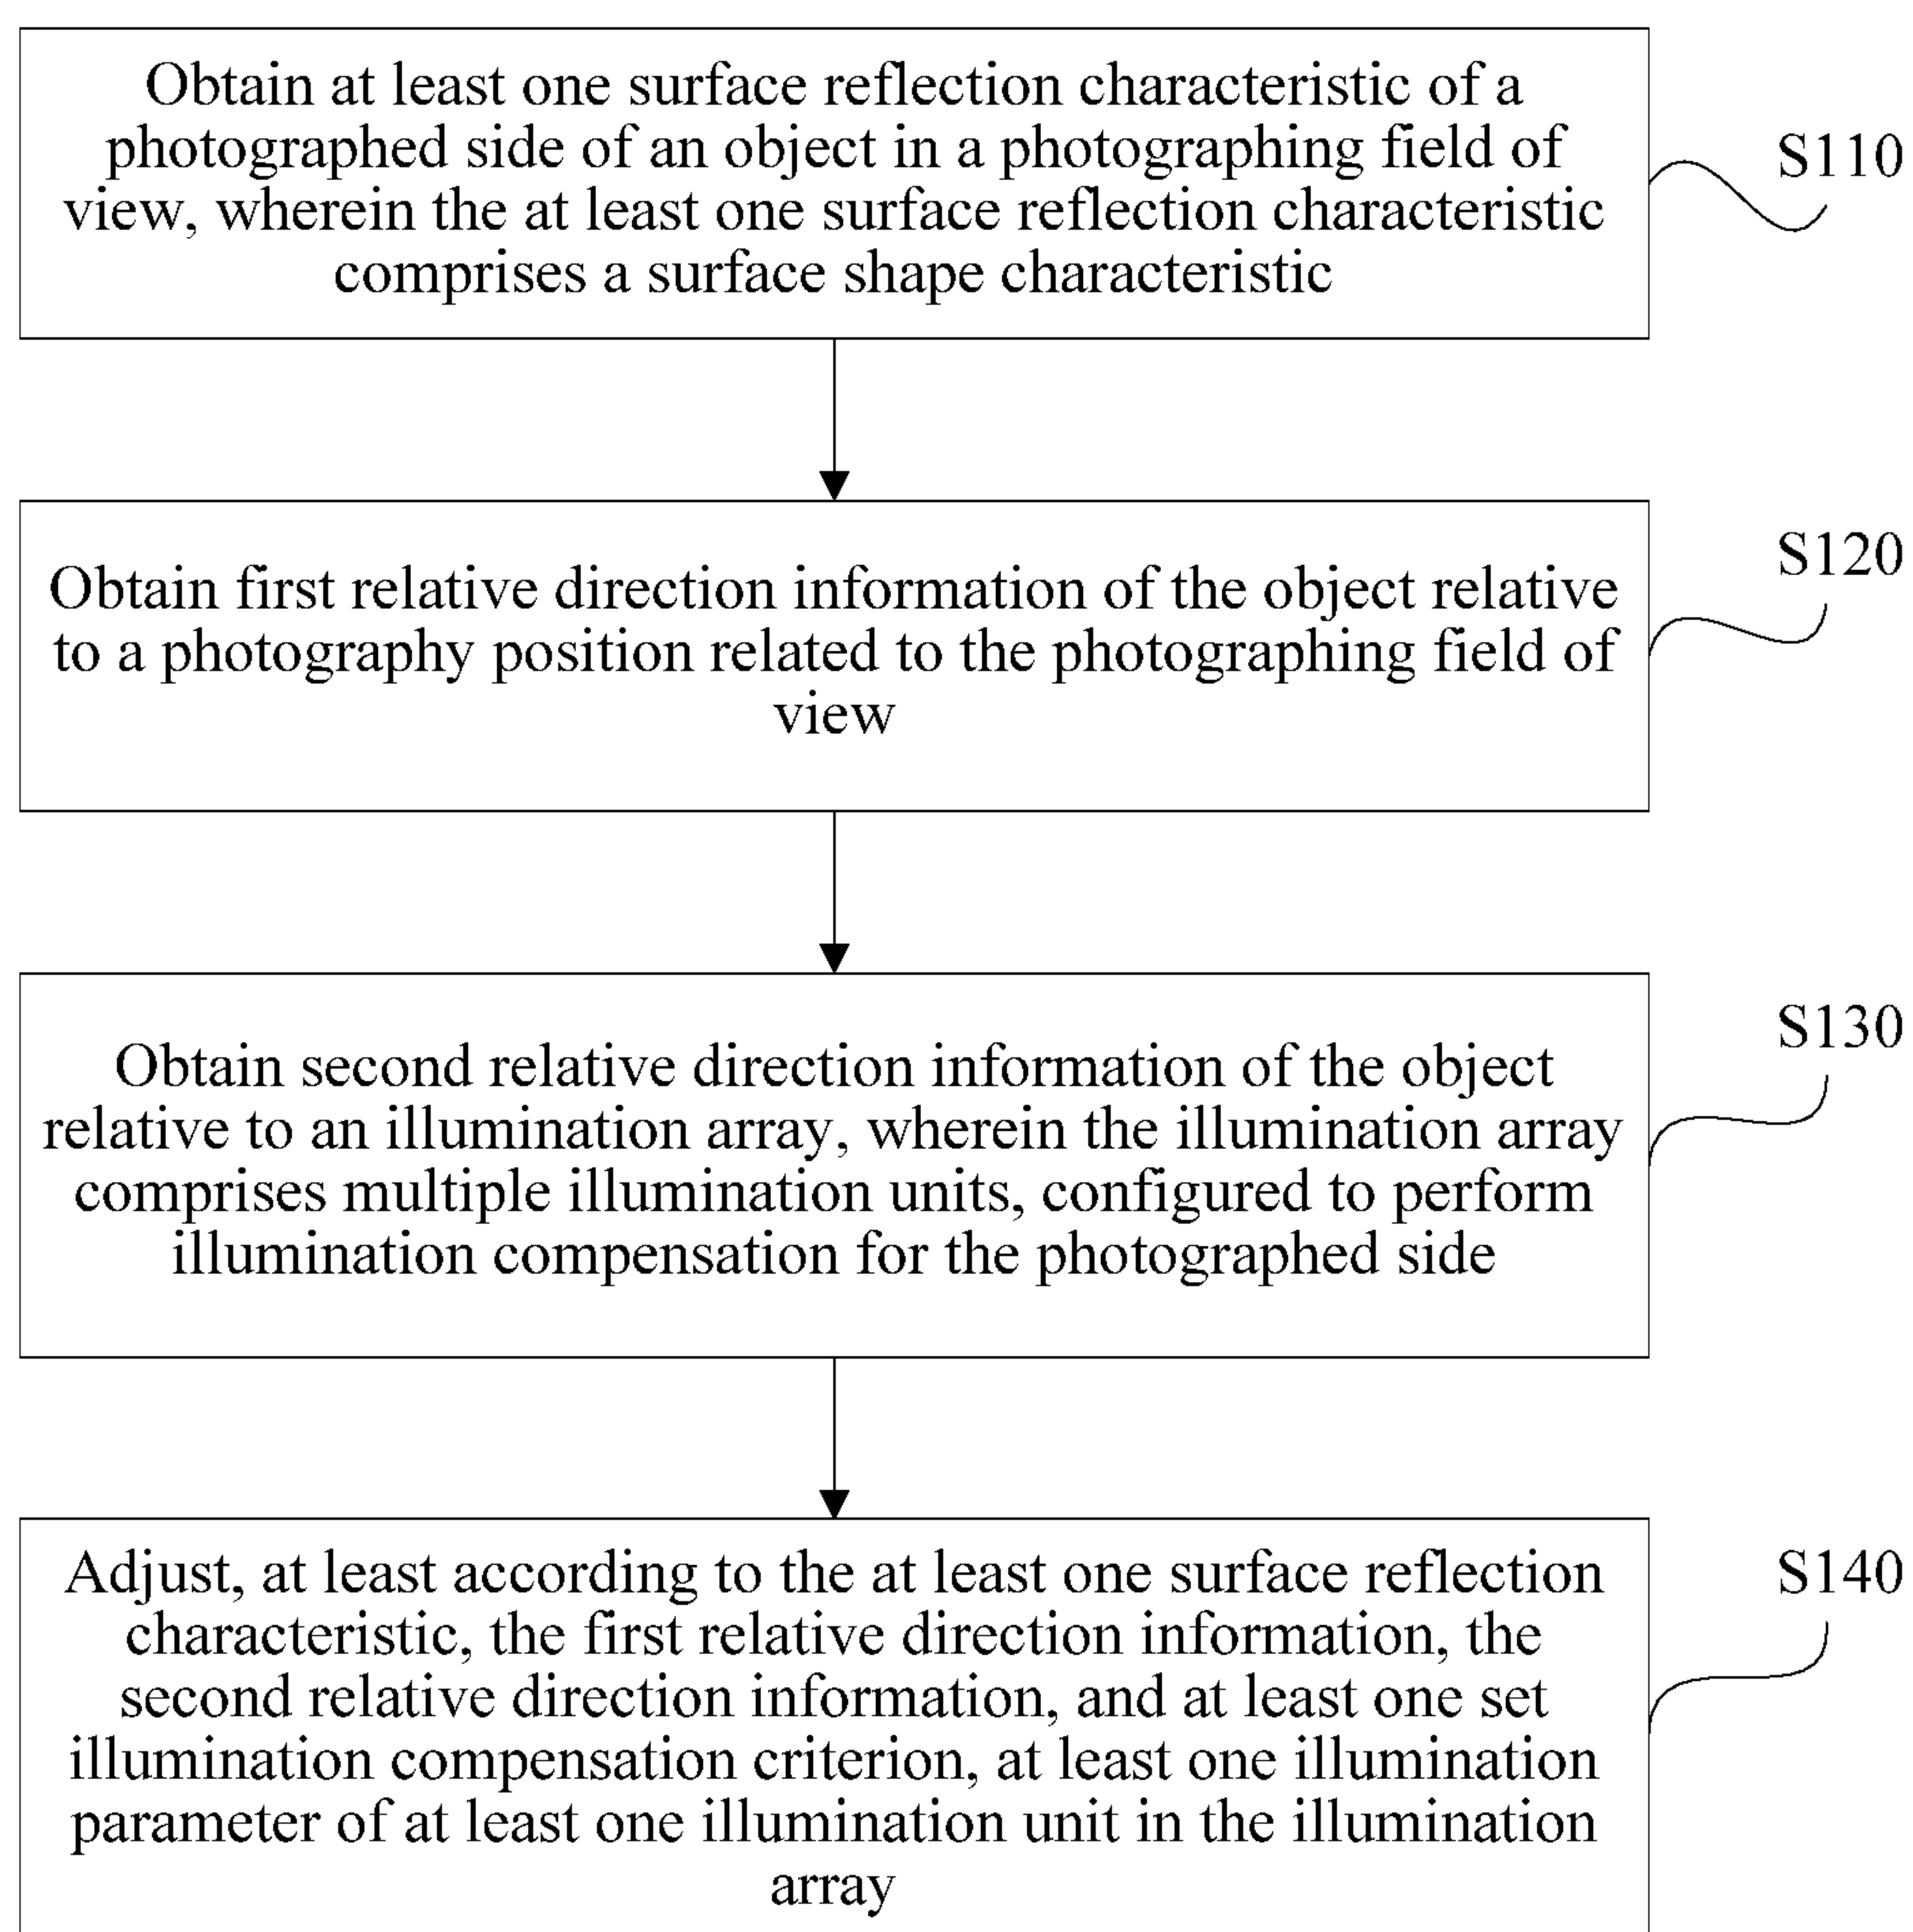 Obtain at least one surface reflection characteristic of a
photographed side of an object in a photographing field of
view, wherein the at least one surface reflection characteristic
comprises a surface shape characteristic
S110
Obtain first relative direction information of the object relative
to a photography position related to the photographing field of
view
S120
Obtain second relative direction information of the object
relative to an illumination array, wherein the illumination array
comprises multiple illumination units, configured to perform
illumination compensation for the photographed side
S130
Adjust, at least according to the at least one surface reflection
characteristic, the first relative direction information, the
second relative direction information, and at least one set
illumination compensation criterion, at least one illumination
parameter of at least one illumination unit in the illumination
array
S140